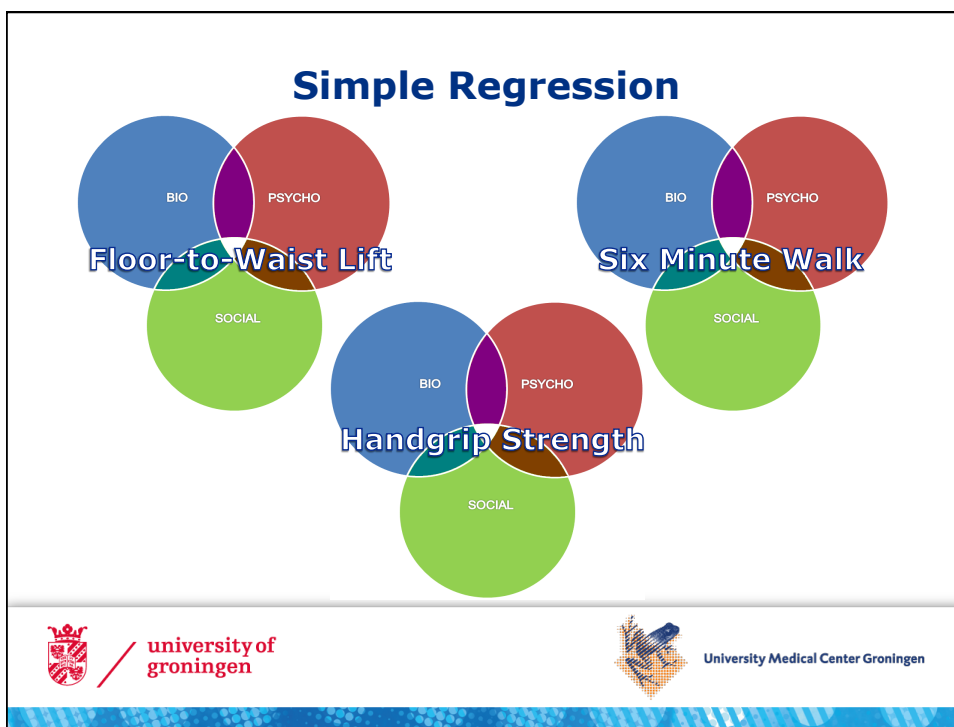 Simple Regression
BIO
PSYCHO
Floor-to-Waist Lift
SOCIAL
BIO
PSYCHO
Six Minute Walk
SOCIAL
BIO
PSYCHO
Handgrip Strength
SOCIAL
university of
groningen
University Medical Center Groningen